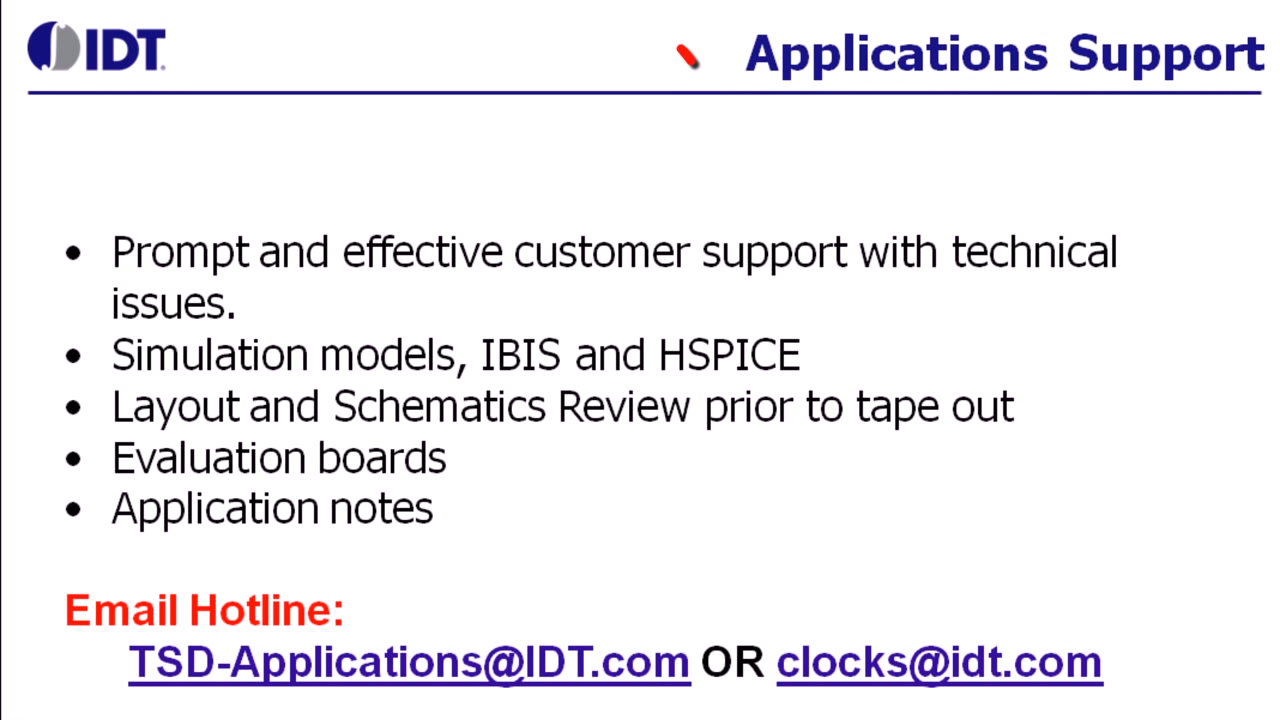 IDT.
Applications Support
• Prompt and effective customer support with technical
issues.
• Simulation models, IBIS and HSPICE
• Layout and Schematics Review prior to tape out
• Evaluation boards
• Application notes
Email Hotline:
TSD-Applications@IDT.com OR clocks@idt.com